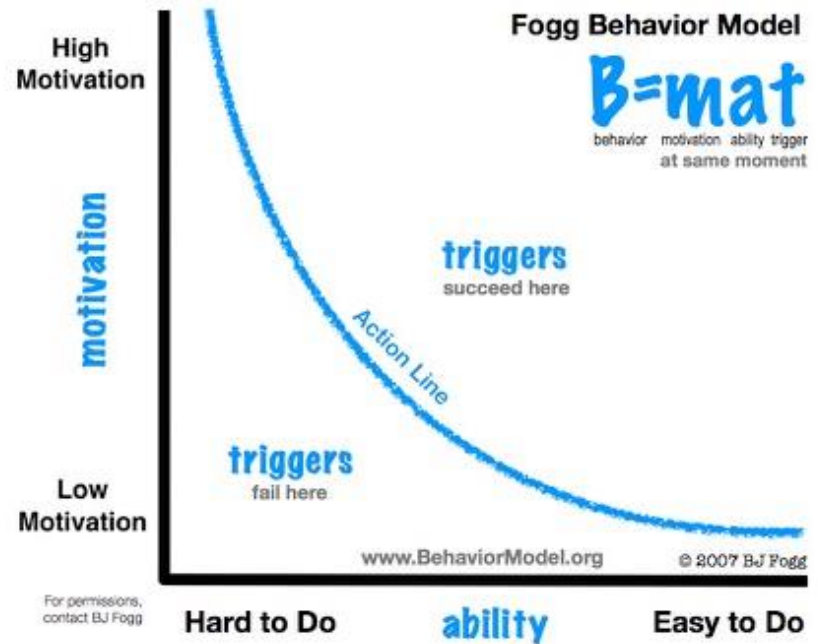 Fogg Behavior Model
B=mat
behavior motivation ability trigger
at same moment
High
Motivation
motivation
triggers
succeed here
Action Line
triggers
fail here
Low
Motivation
www.BehaviorModel.org
© 2007 BJ Fogg
For permissions,
contact BJ Fogg
Hard to Do
ability
Easy to Do